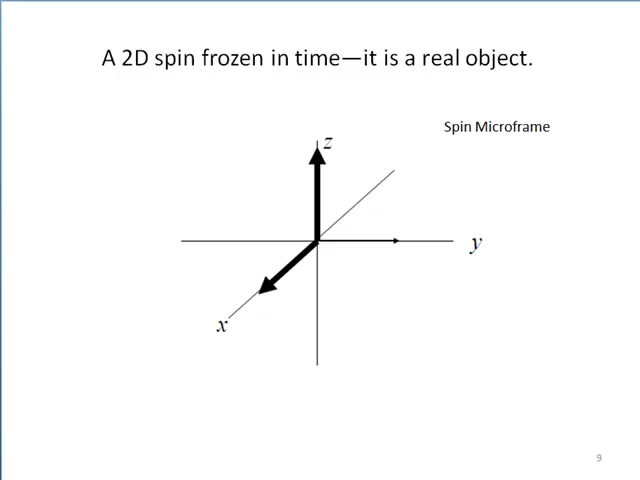 A 2D spin frozen in time—it is a real object.
Spin Microframe
z
y
x
9